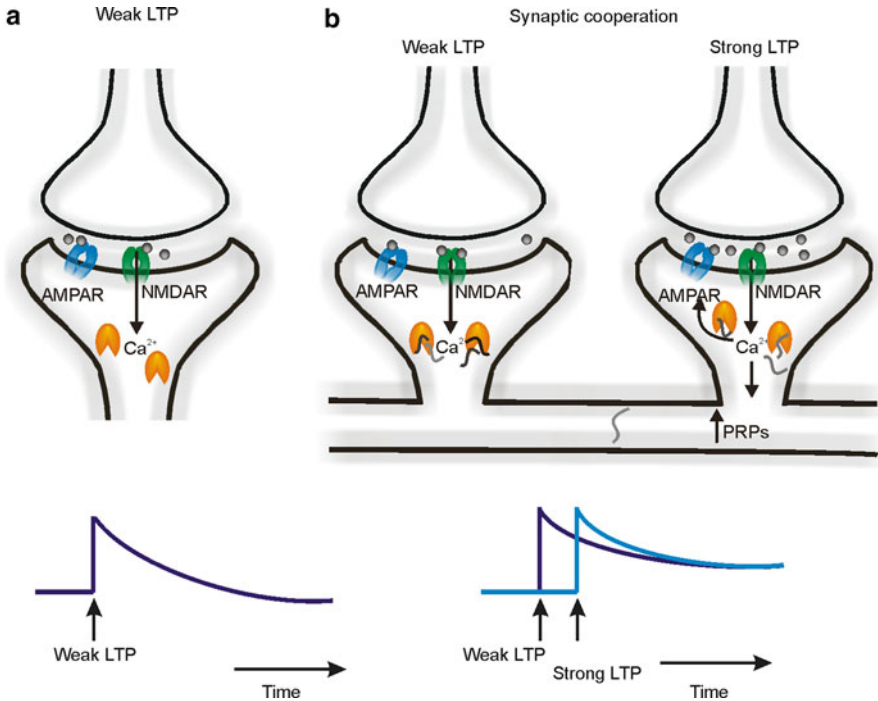 a
Weak LTP
b
Synaptic cooperation
Weak LTP
Strong LTP
AMPAR
NMDAR
Ca²⁺
AMPAR
NMDAR
Ca²⁺
AMPAR
NMDAR
Ca²⁺
PRPs
Weak LTP
Time
Weak LTP
Strong LTP
Time